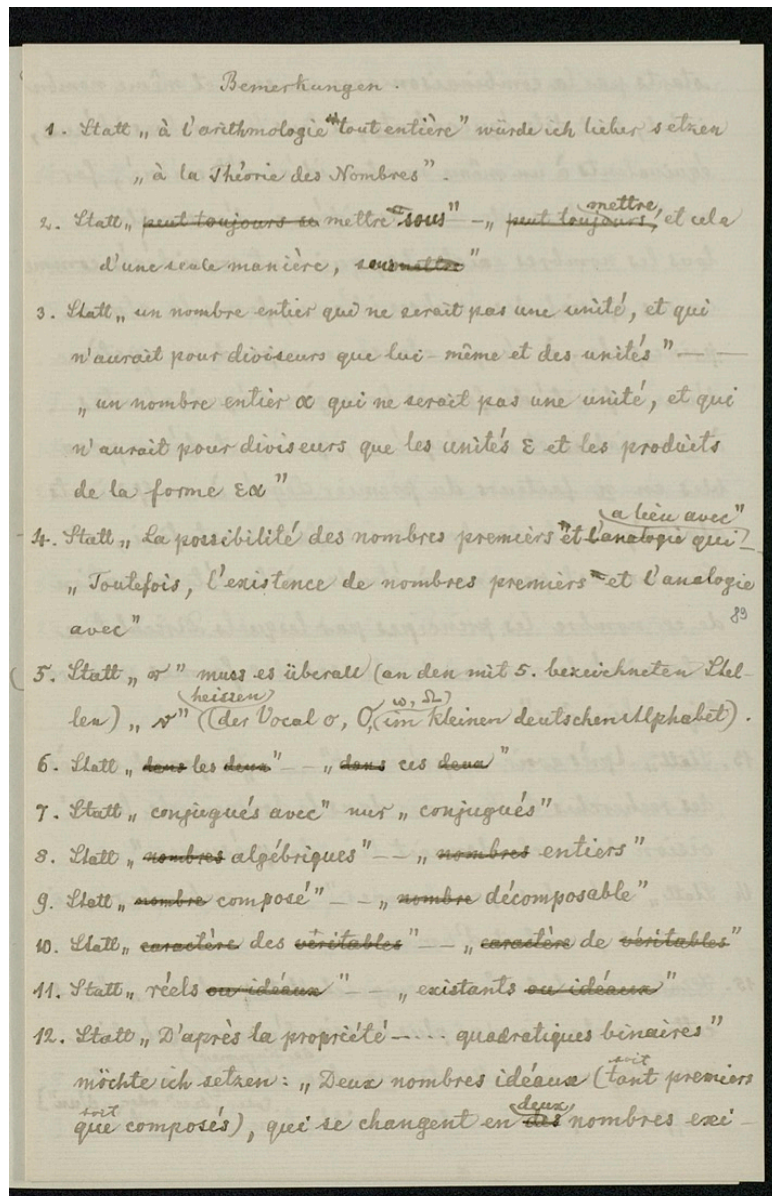 Bemerkungen.
1. Statt „à l'arithmologie tout entière" würde ich lieber setzen
„à la Théorie des Nombres".
2. Statt „peut toujours se mettre sous" – „peut toujours, mettre, et cela
d'une seule manière, sous
3. Statt „un nombre entier qui ne serait pas une unité, et qui
n'aurait pour diviseurs que lui-même et des unités" — —
„un nombre entier α qui ne serait pas une unité, et qui
n'aurait pour diviseurs que les unités ε et les produits
de la forme εα"
a lieu avec"
4. Statt „La possibilité des nombres premiers et l'analogie qui —
„Toutefois, l'existence de nombres premiers et l'analogie
avec"
89
5. Statt „ " muss es überall (an den mit 5. bezeichneten Stel-
heissen ω, Ω
len) „ " (der Vocal o, O, im kleinen deutschen Alphabet).
6. Statt „dans les deux" — – „dans ces deux"
7. Statt „conjugués avec" nur „conjugués"
8. Statt „nombres algébriques" – — „nombres entiers"
9. Statt „nombre composé" – — „nombre décomposable"
10. Statt „caractère des véritables" – — „caractère de véritables"
11. Statt „réels ou idéaux" – — „existants ou idéaux"
12. Statt „D'après la propriété — .... quadratiques binaires"
möchte ich setzen: „Deux nombres idéaux (soit tant premiers
soit que composés), qui se changent en des deux nombres exi-